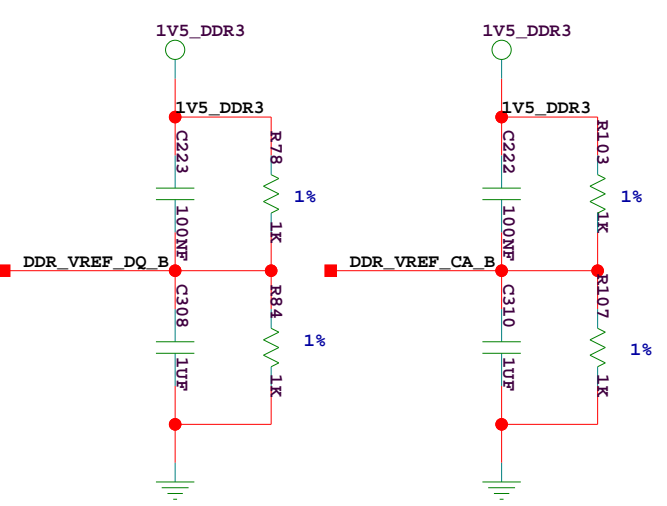 1V5_DDR3
1V5_DDR3
C223
R78
1%
100NF
1K
DDR_VREF_DQ_B
C308
R84
1%
1UF
1K
1V5_DDR3
1V5_DDR3
C222
R103
1%
100NF
1K
DDR_VREF_CA_B
C310
R107
1%
1UF
1K